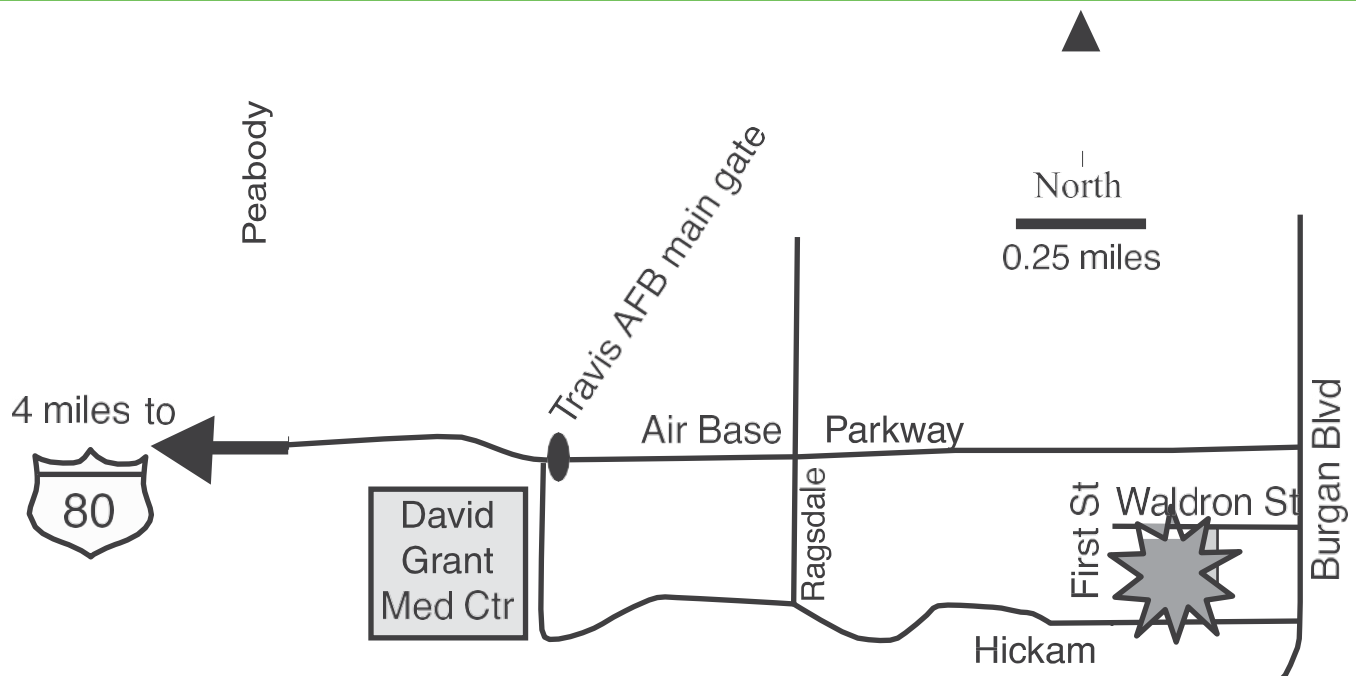 Peabody
Travis AFB main gate
North
0.25 miles
4 miles to
80
Air Base Parkway
David
Grant
Med Ctr
Ragsdale
First St
Waldron St
Burgan Blvd
Hickam